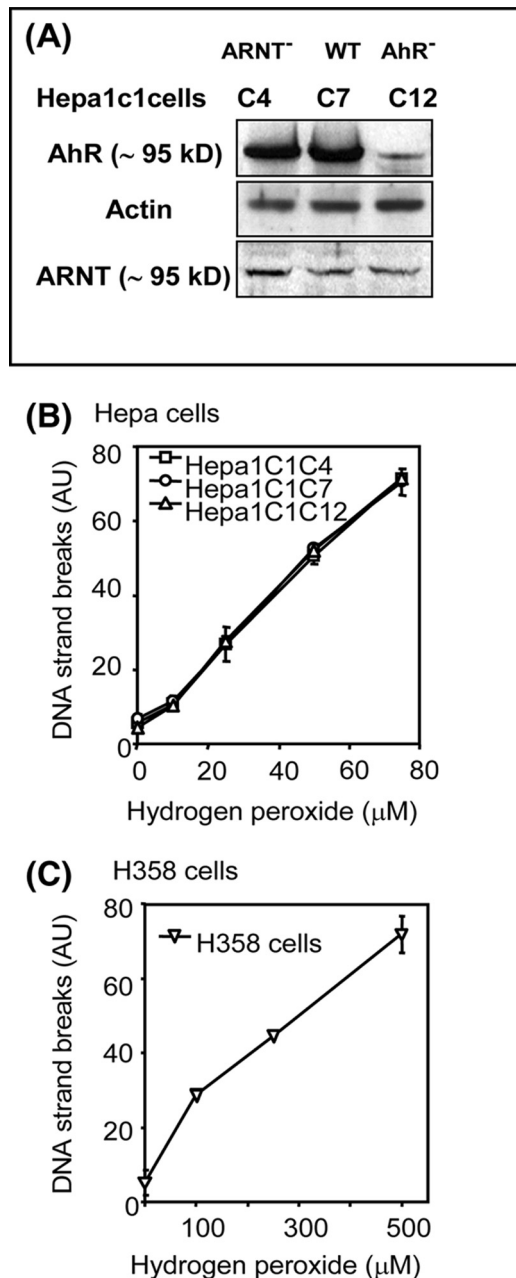 (A)
ARNT- WT AhR-
Hepa1c1cells C4 C7 C12
AhR (~ 95 kD)
Actin
ARNT (~ 95 kD)
(B) Hepa cells
DNA strand breaks (AU)
80
60
40
20
0
Hepa1C1C4
Hepa1C1C7
Hepa1C1C12
0 20 40 60 80
Hydrogen peroxide (μM)
(C) H358 cells
DNA strand breaks (AU)
80
60
40
20
0
H358 cells
100 300 500
Hydrogen peroxide (μM)